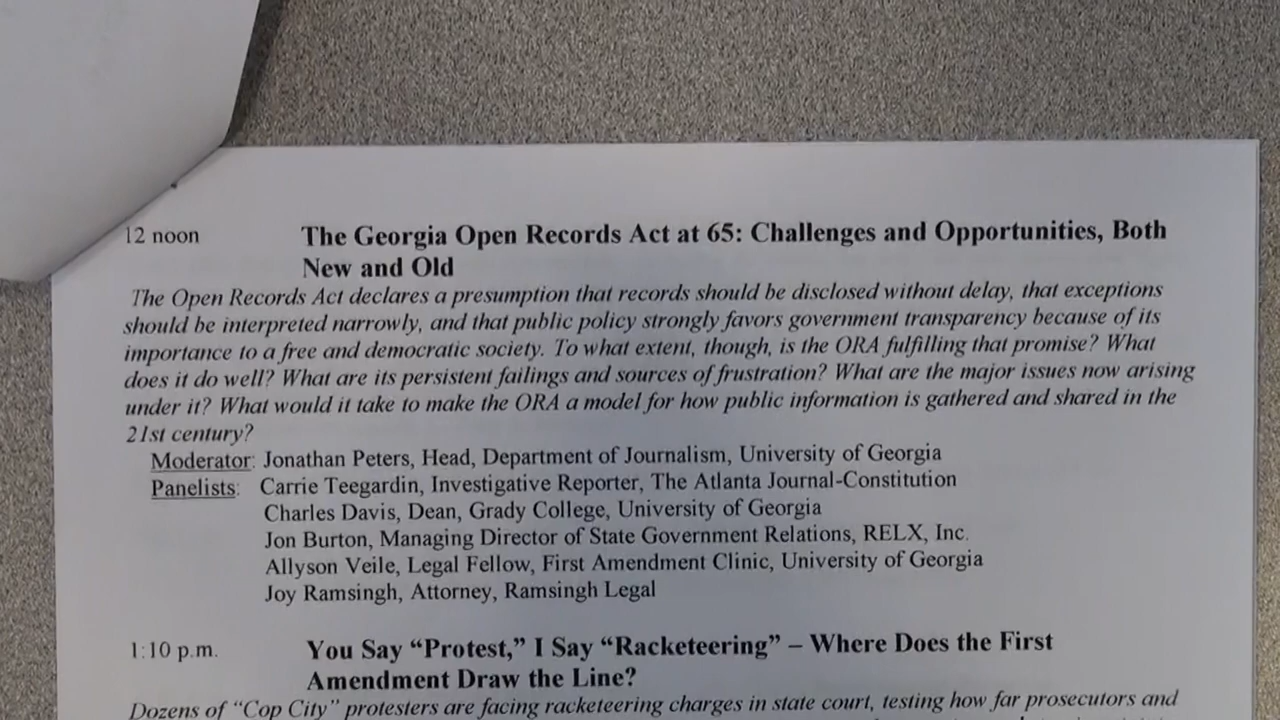 12 noon The Georgia Open Records Act at 65: Challenges and Opportunities, Both
New and Old
The Open Records Act declares a presumption that records should be disclosed without delay, that exceptions
should be interpreted narrowly, and that public policy strongly favors government transparency because of its
importance to a free and democratic society. To what extent, though, is the ORA fulfilling that promise? What
does it do well? What are its persistent failings and sources of frustration? What are the major issues now arising
under it? What would it take to make the ORA a model for how public information is gathered and shared in the
21st century?
Moderator: Jonathan Peters, Head, Department of Journalism, University of Georgia
Panelists: Carrie Teegardin, Investigative Reporter, The Atlanta Journal-Constitution
Charles Davis, Dean, Grady College, University of Georgia
Jon Burton, Managing Director of State Government Relations, RELX, Inc.
Allyson Veile, Legal Fellow, First Amendment Clinic, University of Georgia
Joy Ramsingh, Attorney, Ramsingh Legal
1:10 p.m. You Say “Protest,” I Say “Racketeering” – Where Does the First
Amendment Draw the Line?
Dozens of “Cop City” protesters are facing racketeering charges in state court, testing how far prosecutors and